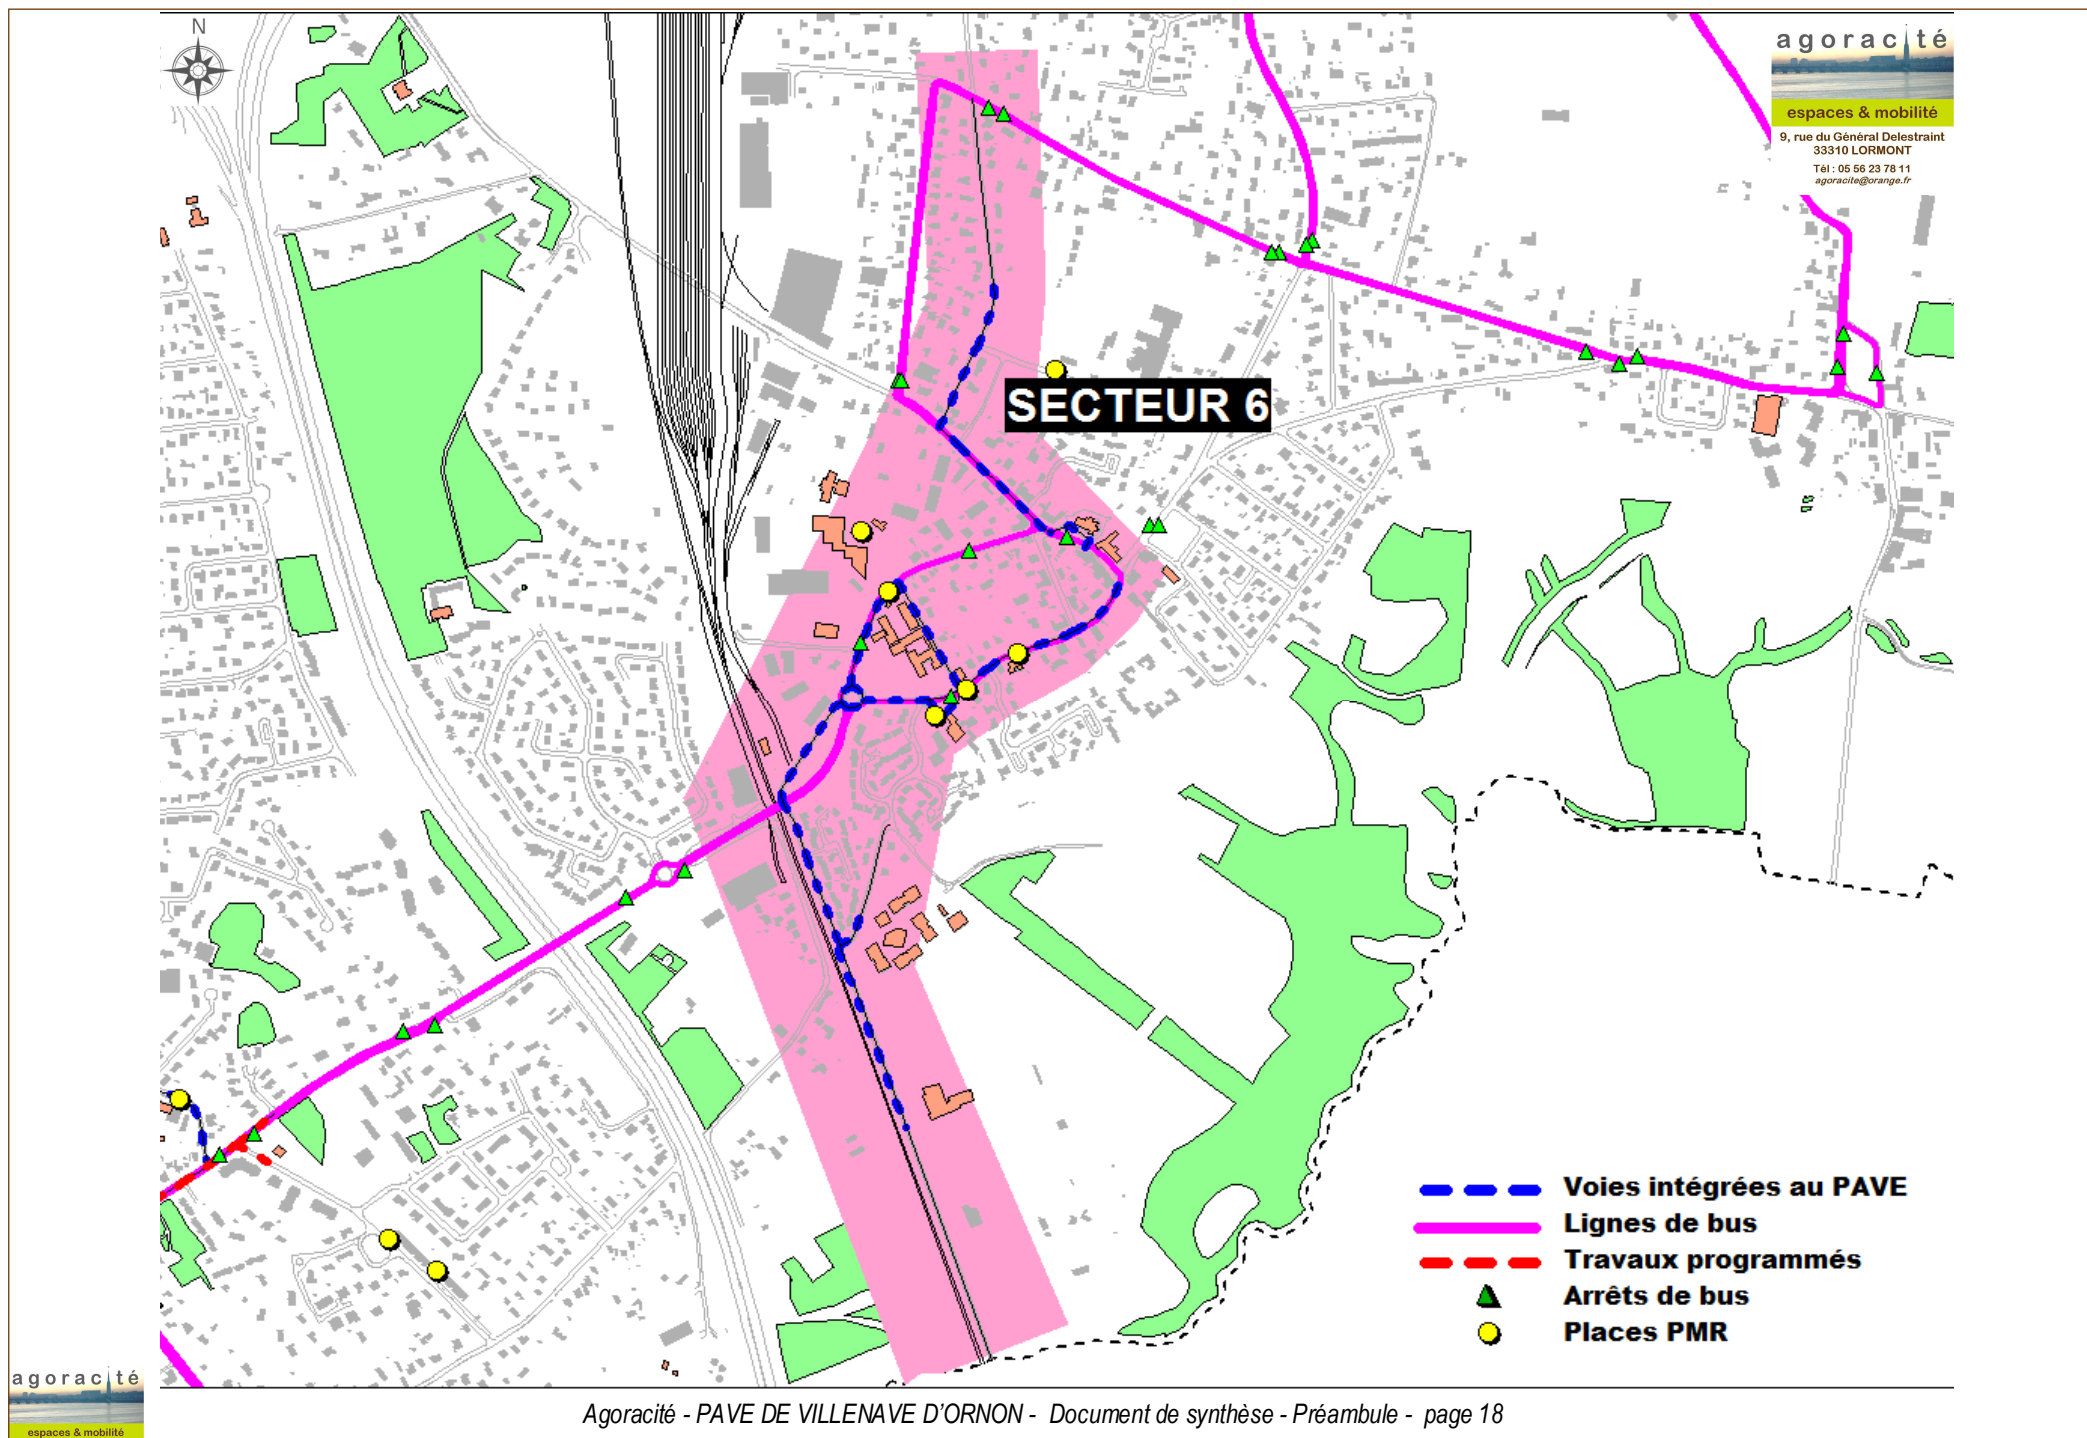 N
agoracité
espaces & mobilité
9, rue du Général Delestraint
33310 LORMONT
Tél : 05 56 23 78 11
agoracite@orange.fr
SECTEUR 6
Voies intégrées au PAVE
Lignes de bus
Travaux programmés
Arrêts de bus
Places PMR
agoracité
espaces & mobilité
Agoracité - PAVE DE VILLENAVE D'ORNON - Document de synthèse - Préambule - page 18